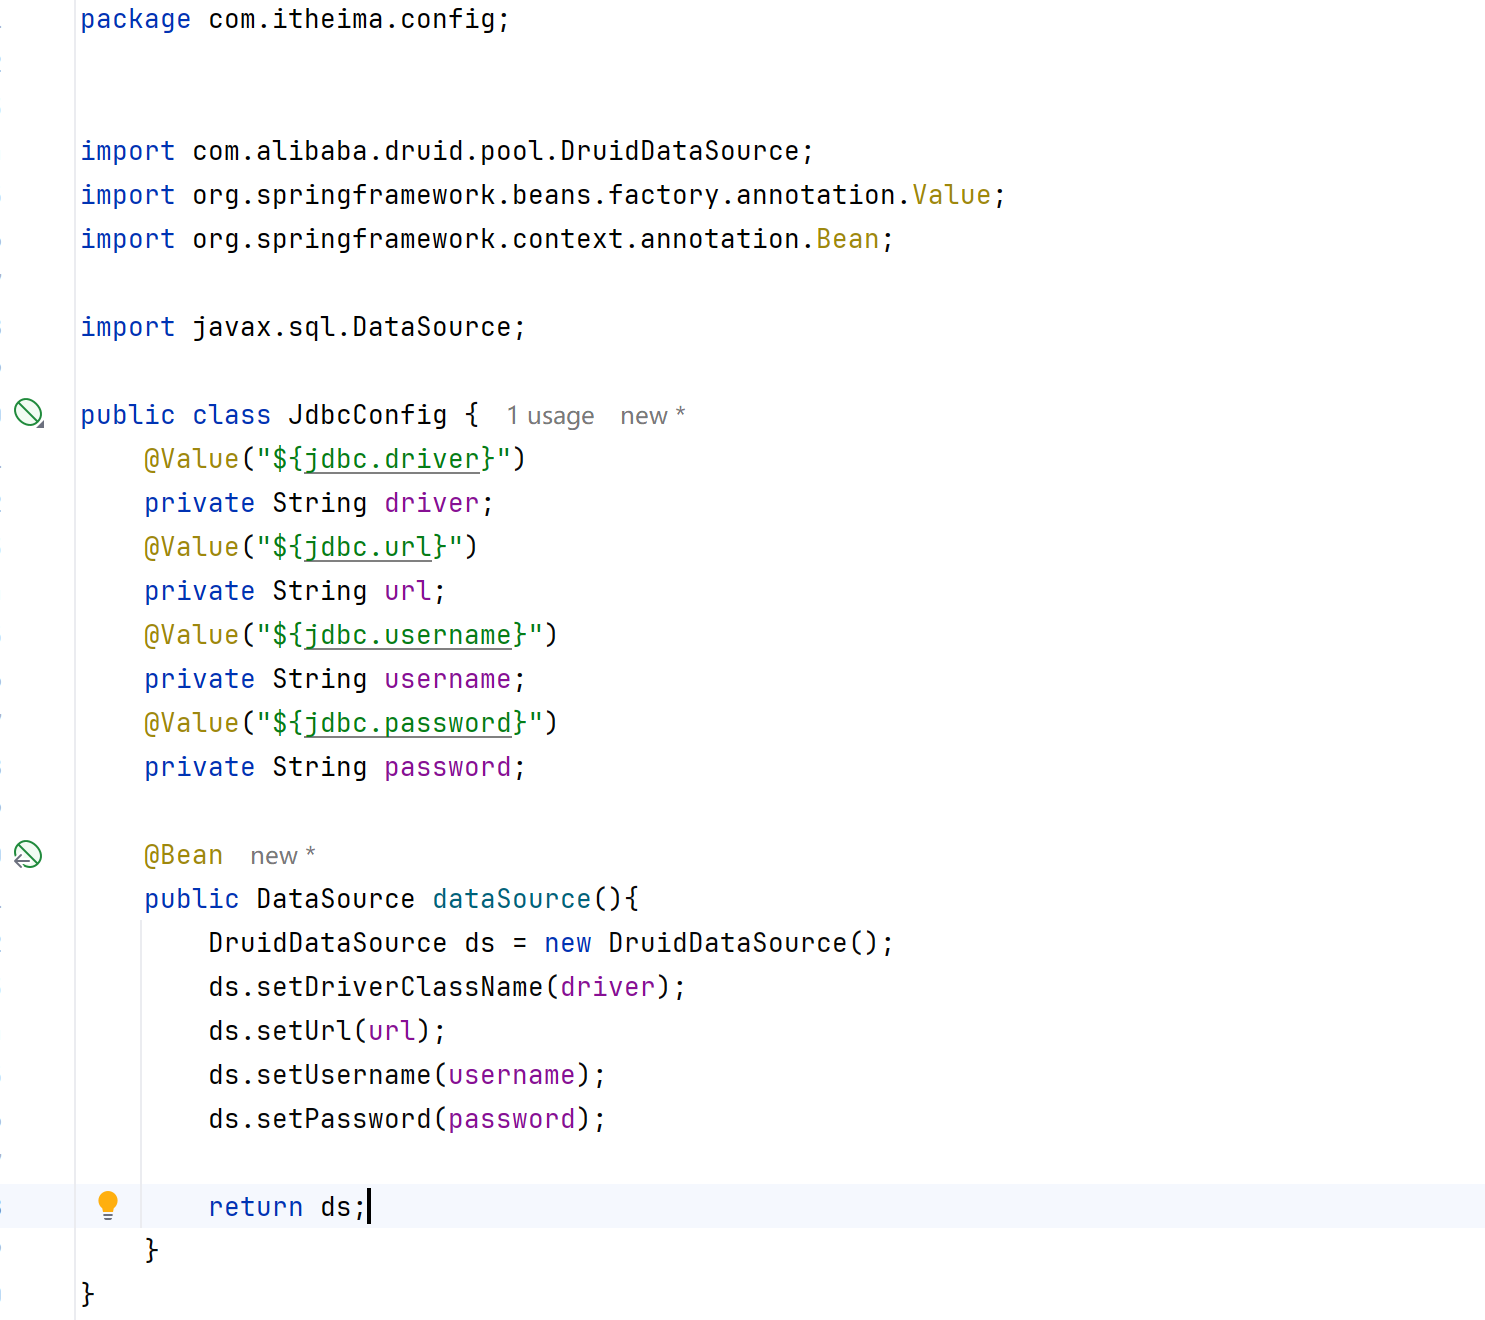 package com.itheima.config;
import com.alibaba.druid.pool.DruidDataSource;
import org.springframework.beans.factory.annotation.Value;
import org.springframework.context.annotation.Bean;
import javax.sql.DataSource;
public class JdbcConfig { 1 usage new *
@Value("${jdbc.driver}")
private String driver;
@Value("${jdbc.url}")
private String url;
@Value("${jdbc.username}")
private String username;
@Value("${jdbc.password}")
private String password;
@Bean new *
public DataSource dataSource(){
DruidDataSource ds = new DruidDataSource();
ds.setDriverClassName(driver);
ds.setUrl(url);
ds.setUsername(username);
ds.setPassword(password);
return ds;
}
}